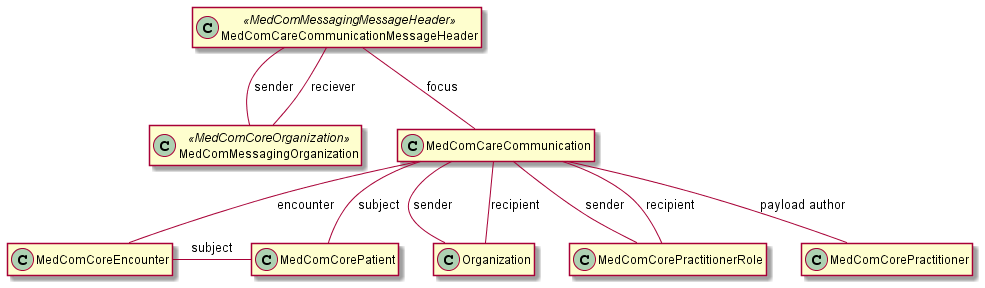 C
«MedComMessagingMessageHeader»
MedComCareCommunicationMessageHeader
sender
reciever
focus
C
«MedComCoreOrganization»
MedComMessagingOrganization
C MedComCareCommunication
encounter
subject
sender
recipient
sender
recipient
payload author
C MedComCoreEncounter
subject
C MedComCorePatient
C Organization
C MedComCorePractitionerRole
C MedComCorePractitioner